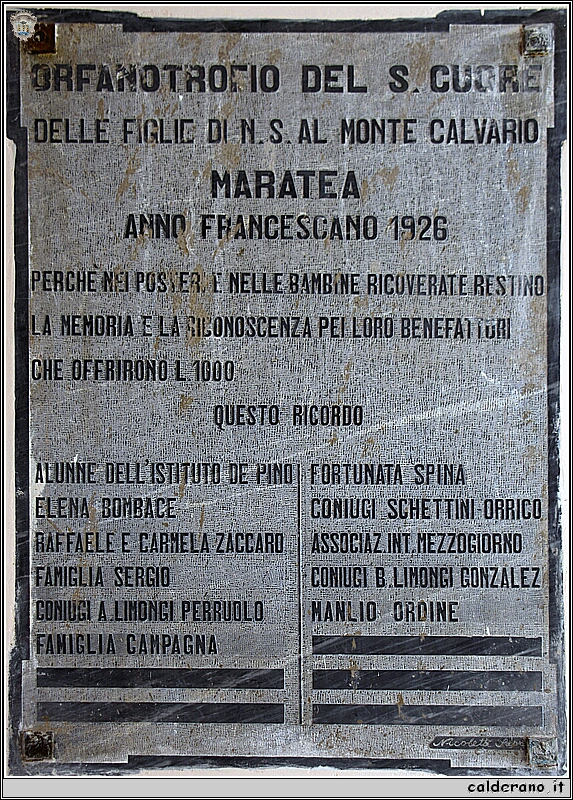 ORFANOTROFIO DEL S. CUORE
DELLE FIGLIE DI N. S. AL MONTE CALVARIO
MARATEA
ANNO FRANCESCANO 1926
PERCHÈ NEI POSTERI E NELLE BAMBINE RICOVERATE RESTINO
LA MEMORIA E LA RICONOSCENZA PEI LORO BENEFATTORI
CHE OFFRIRONO L. 1000
QUESTO RICORDO
ALUNNE DELL'ISTITUTO DE PINO
ELENA BOMBACE
RAFFAELE E CARMELA ZACCARO
FAMIGLIA SERGIO
CONIUGI A. LIMONGI PERRUOLO
FAMIGLIA CAMPAGNA
FORTUNATA SPINA
CONIUGI SCHETTINI ORRICO
ASSOCIAZ. INT. MEZZOGIORNO
CONIUGI B. LIMONGI GONZALEZ
MANLIO ORDINE
calderano.it